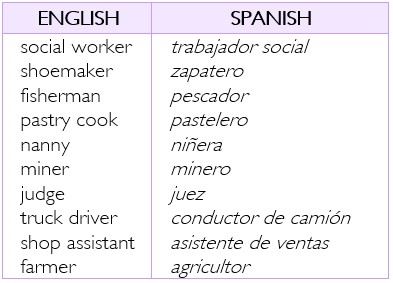 ENGLISH SPANISH
social worker trabajador social
shoemaker zapatero
fisherman pescador
pastry cook pastelero
nanny niñera
miner minero
judge juez
truck driver conductor de camión
shop assistant asistente de ventas
farmer agricultor